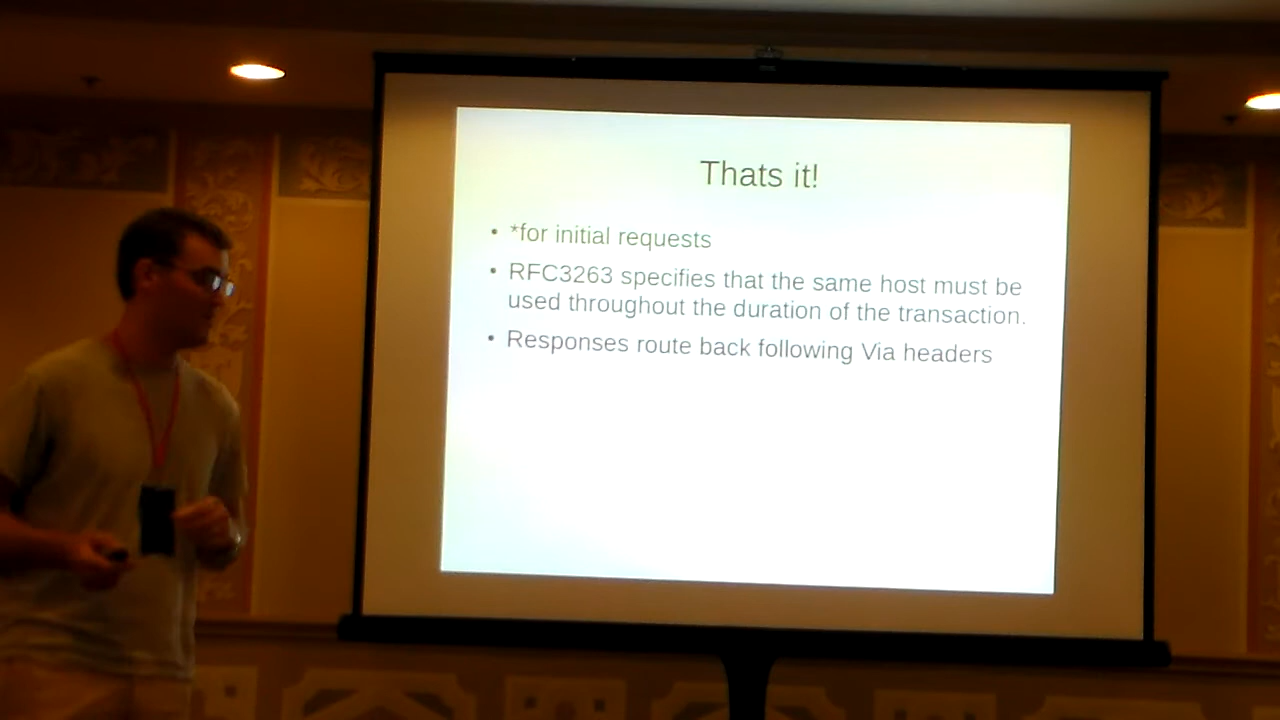 Thats it!
• *for initial requests
• RFC3263 specifies that the same host must be
used throughout the duration of the transaction.
• Responses route back following Via headers